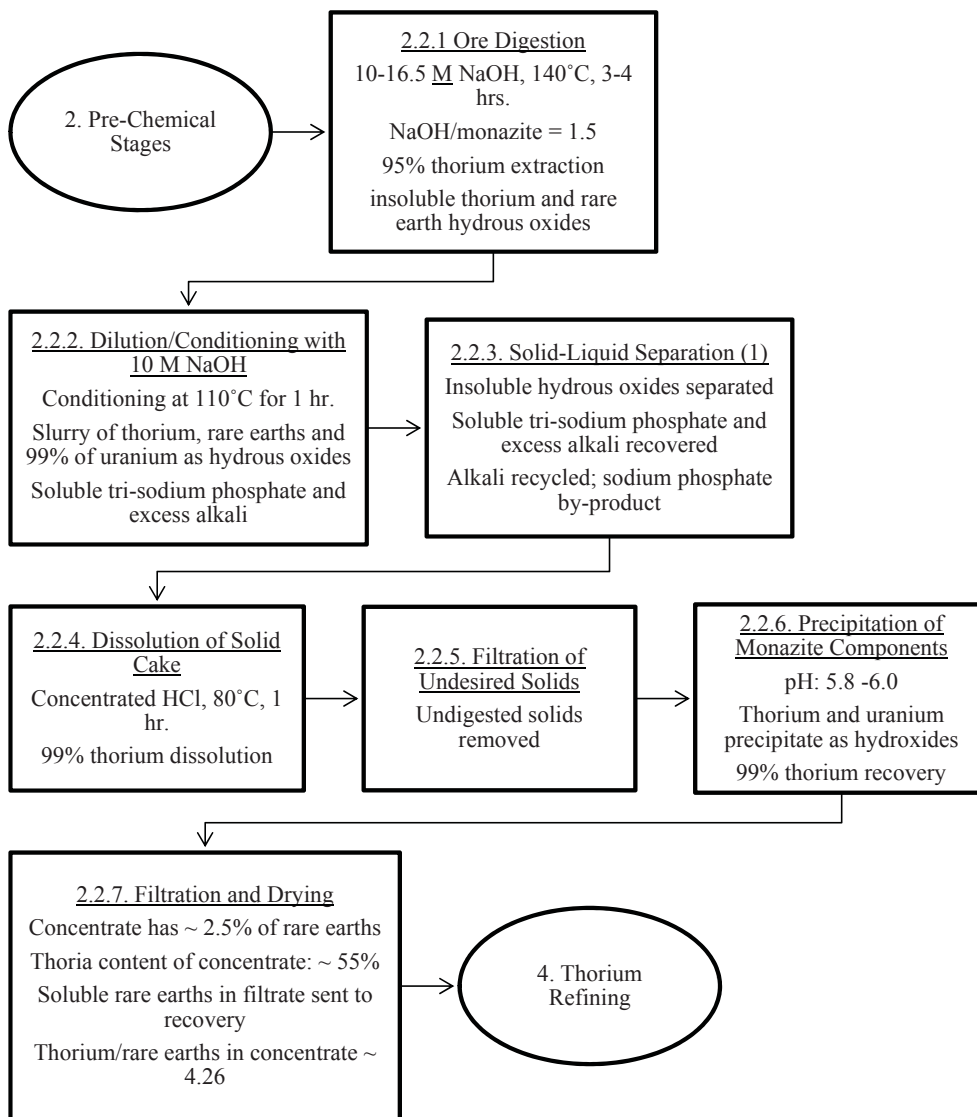 2. Pre-Chemical
Stages
2.2.1 Ore Digestion
10-16.5 M NaOH, 140˚C, 3-4
hrs.
NaOH/monazite = 1.5
95% thorium extraction
insoluble thorium and rare
earth hydrous oxides
2.2.2. Dilution/Conditioning with
10 M NaOH
Conditioning at 110˚C for 1 hr.
Slurry of thorium, rare earths and
99% of uranium as hydrous oxides
Soluble tri-sodium phosphate and
excess alkali
2.2.3. Solid-Liquid Separation (1)
Insoluble hydrous oxides separated
Soluble tri-sodium phosphate and
excess alkali recovered
Alkali recycled; sodium phosphate
by-product
2.2.4. Dissolution of Solid
Cake
Concentrated HCl, 80˚C, 1
hr.
99% thorium dissolution
2.2.5. Filtration of
Undesired Solids
Undigested solids
removed
2.2.6. Precipitation of
Monazite Components
pH: 5.8 -6.0
Thorium and uranium
precipitate as hydroxides
99% thorium recovery
2.2.7. Filtration and Drying
Concentrate has ~ 2.5% of rare earths
Thoria content of concentrate: ~ 55%
Soluble rare earths in filtrate sent to
recovery
Thorium/rare earths in concentrate ~
4.26
4. Thorium
Refining